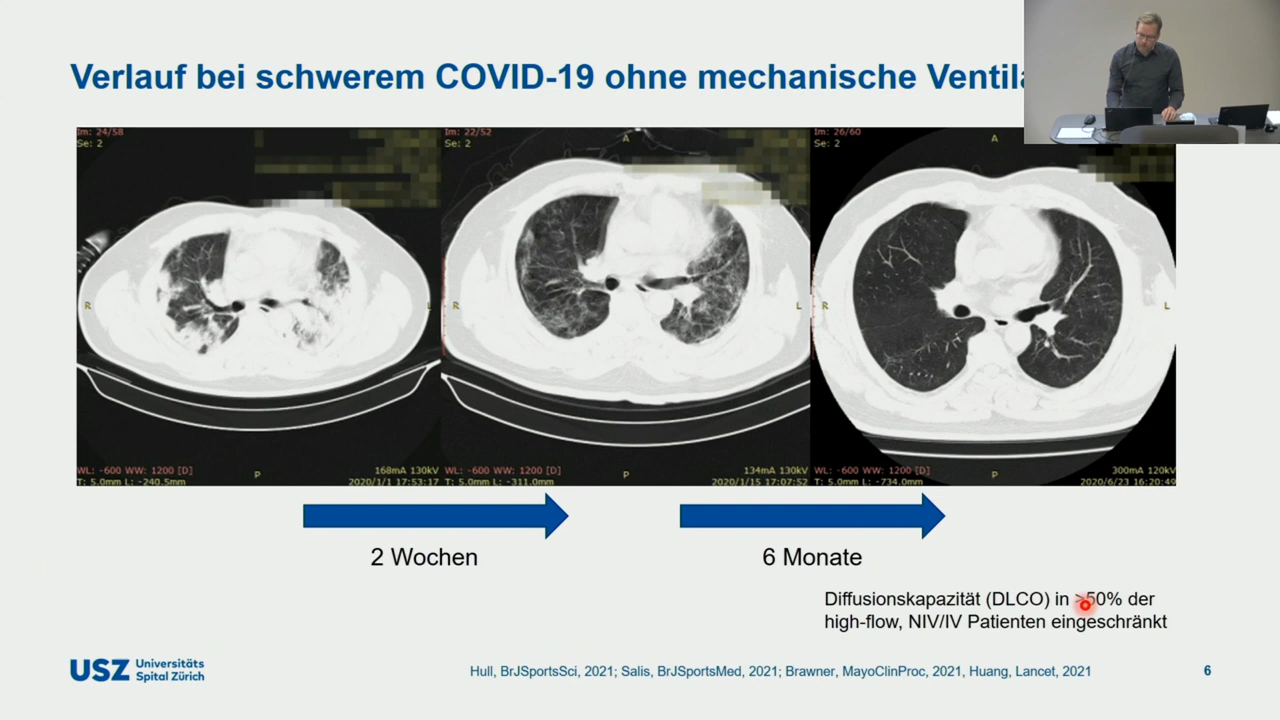 Verlauf bei schwerem COVID-19 ohne mechanische
Im: 24/58
Se: 2
Im: 22/52
Se: 2
A
Im: 26/60
Se: 2
A
R
L
R
L
R
L
WL: -600 WW: 1200 [D]
T: 5.0mm L: -240.5mm
P
168mA 130kV
2020/1/1 17:53:17
WL: -600 WW: 1200 [D]
T: 5.0mm L: -311.0mm
P
134mA 130kV
2020/1/15 17:07:52
WL: -600 WW: 1200 [D]
T: 5.0mm L: -734.0mm
P
300mA 120kV
2020/6/23 16:20:49
2 Wochen
6 Monate
Diffusionskapazität (DLCO) in >50% der
high-flow, NIV/IV Patienten eingeschränkt
USZ Universitäts
Spital Zürich
Hull, BrJSportsSci, 2021; Salis, BrJSportsMed, 2021; Brawner, MayoClinProc, 2021, Huang, Lancet, 2021
6